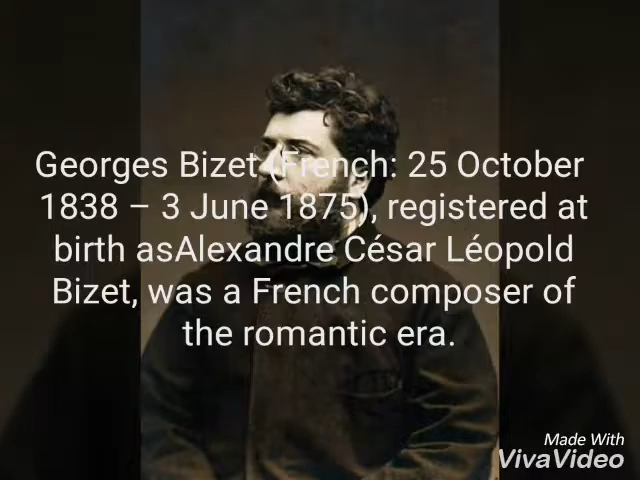 Georges Bizet (French: 25 October
1838 – 3 June 1875), registered at
birth asAlexandre César Léopold
Bizet, was a French composer of
the romantic era.
Made With
VivaVideo